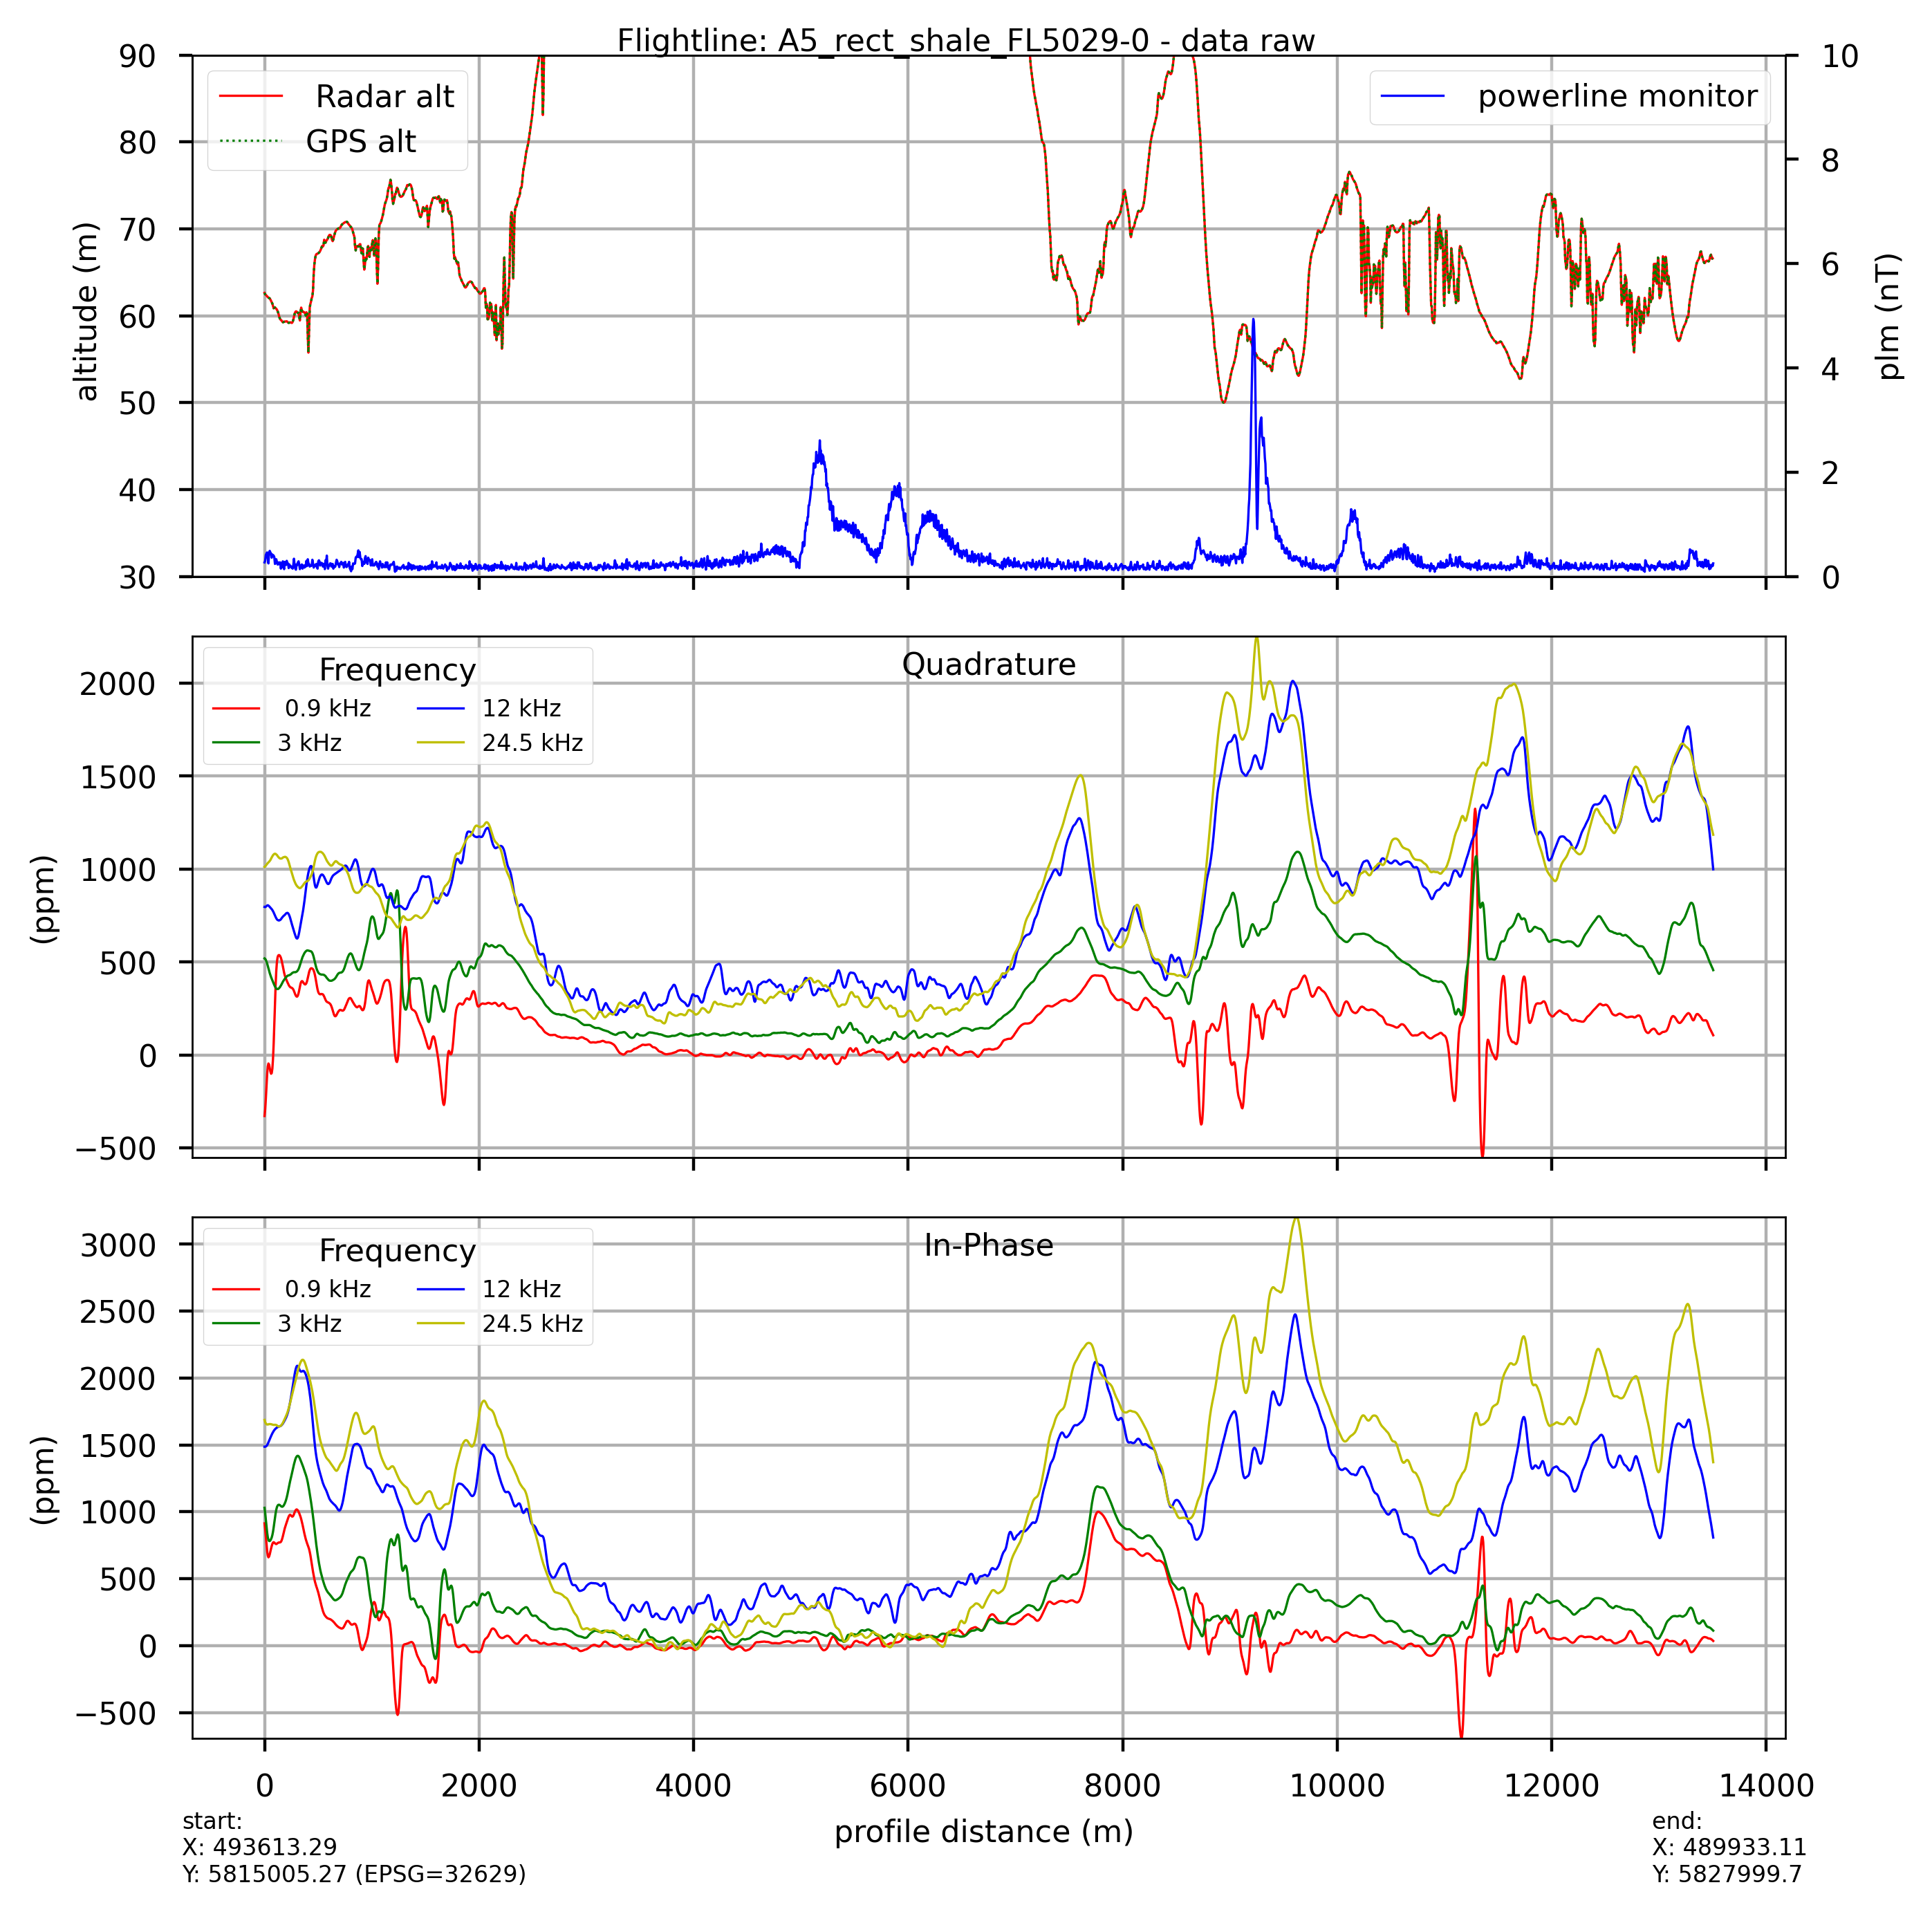 Flightline: A5_rect_shale_FL5029-0 - data raw
90
80
70
60
50
40
30
altitude (m)
Radar alt
GPS alt
powerline monitor
10
8
6
4
2
0
plm (nT)
Quadrature
Frequency
0.9 kHz
3 kHz
12 kHz
24.5 kHz
2000
1500
1000
500
0
−500
(ppm)
In-Phase
Frequency
0.9 kHz
3 kHz
12 kHz
24.5 kHz
3000
2500
2000
1500
1000
500
0
−500
(ppm)
0 2000 4000 6000 8000 10000 12000 14000
profile distance (m)
start:
X: 493613.29
Y: 5815005.27 (EPSG=32629)
end:
X: 489933.11
Y: 5827999.7